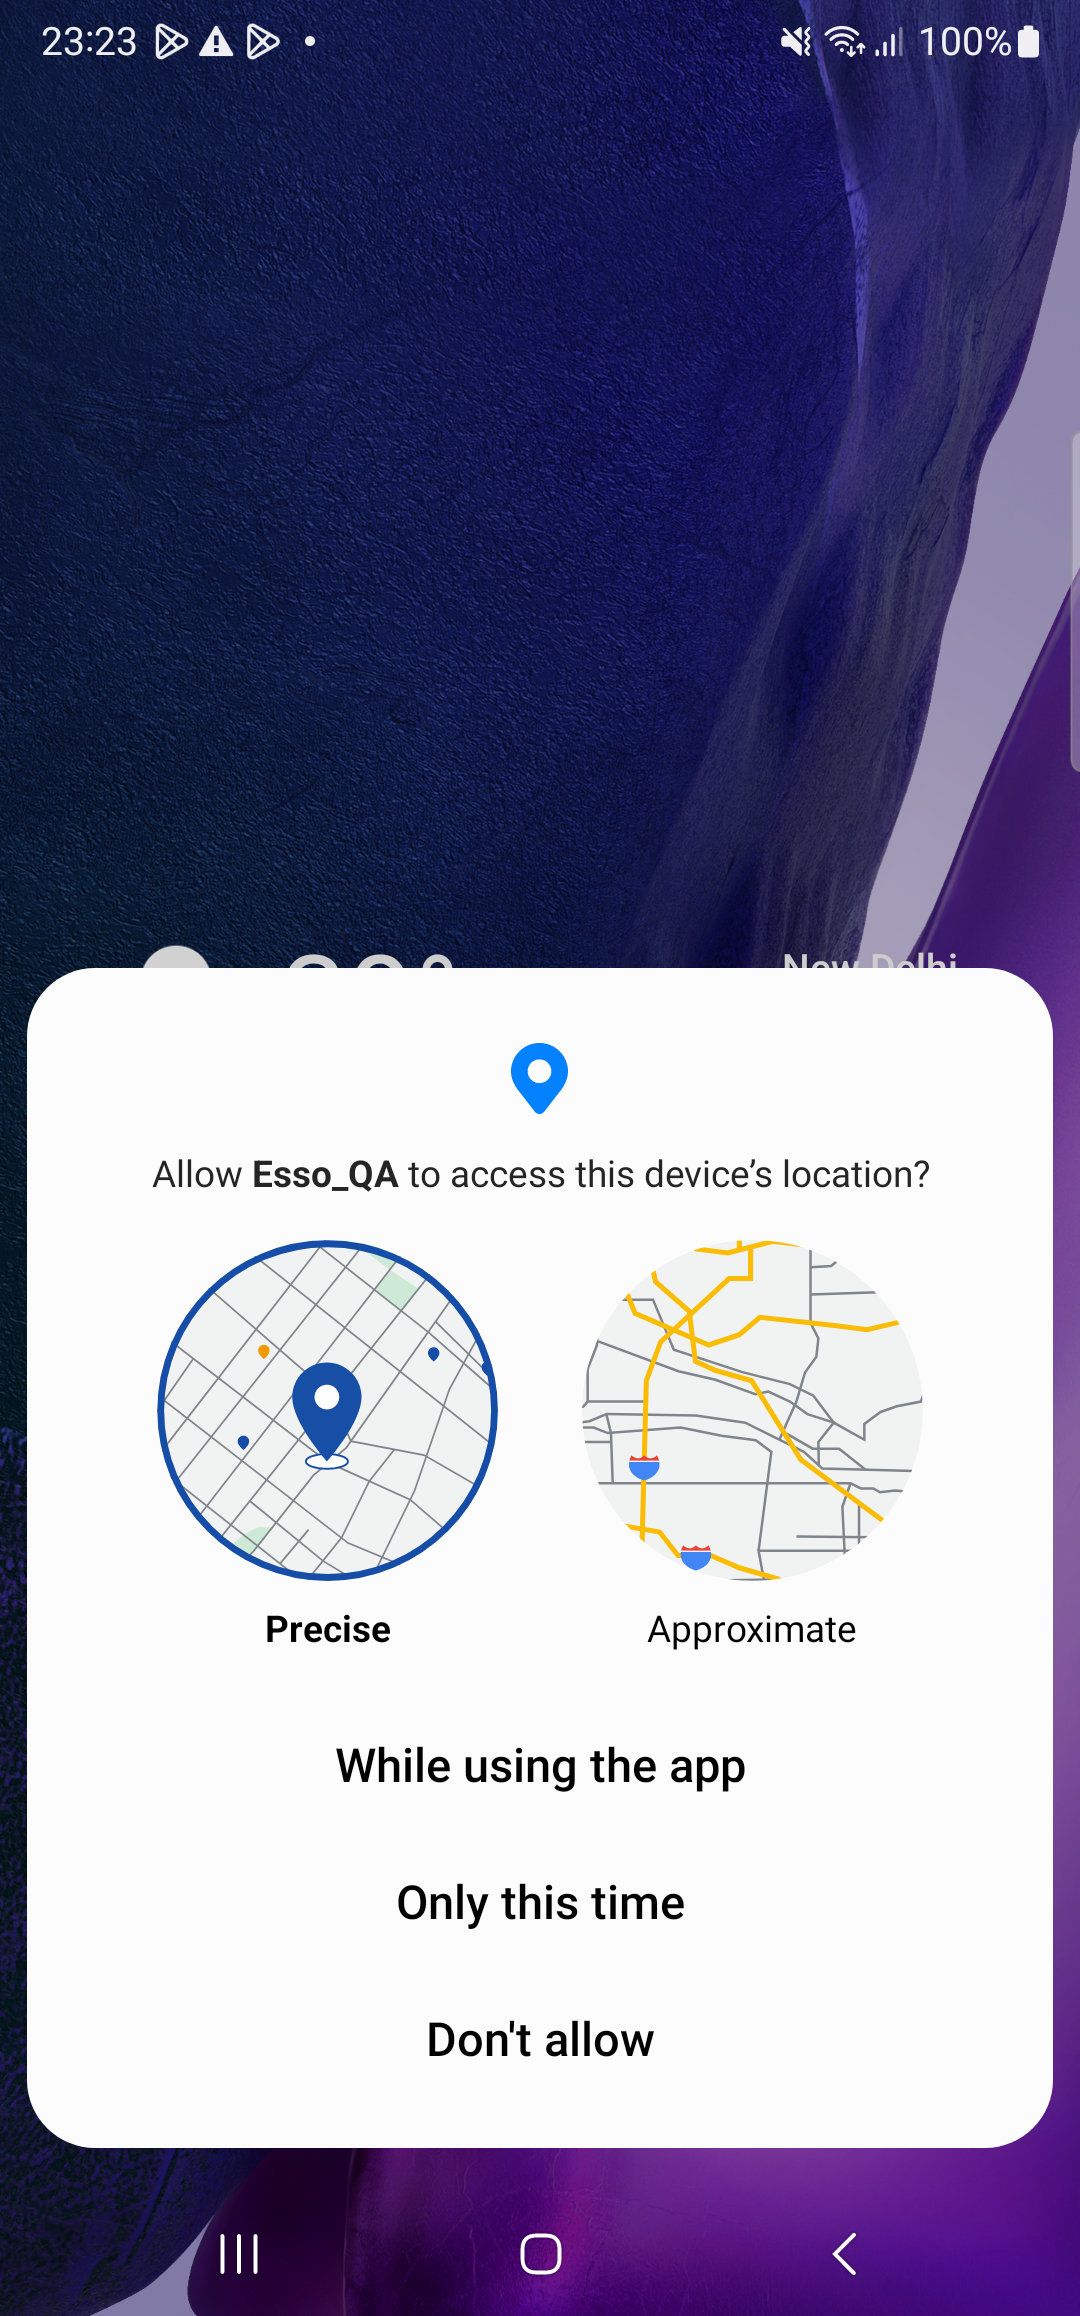 23:23
100%
New Delhi
Allow Esso_QA to access this device’s location?
Precise
Approximate
While using the app
Only this time
Don't allow